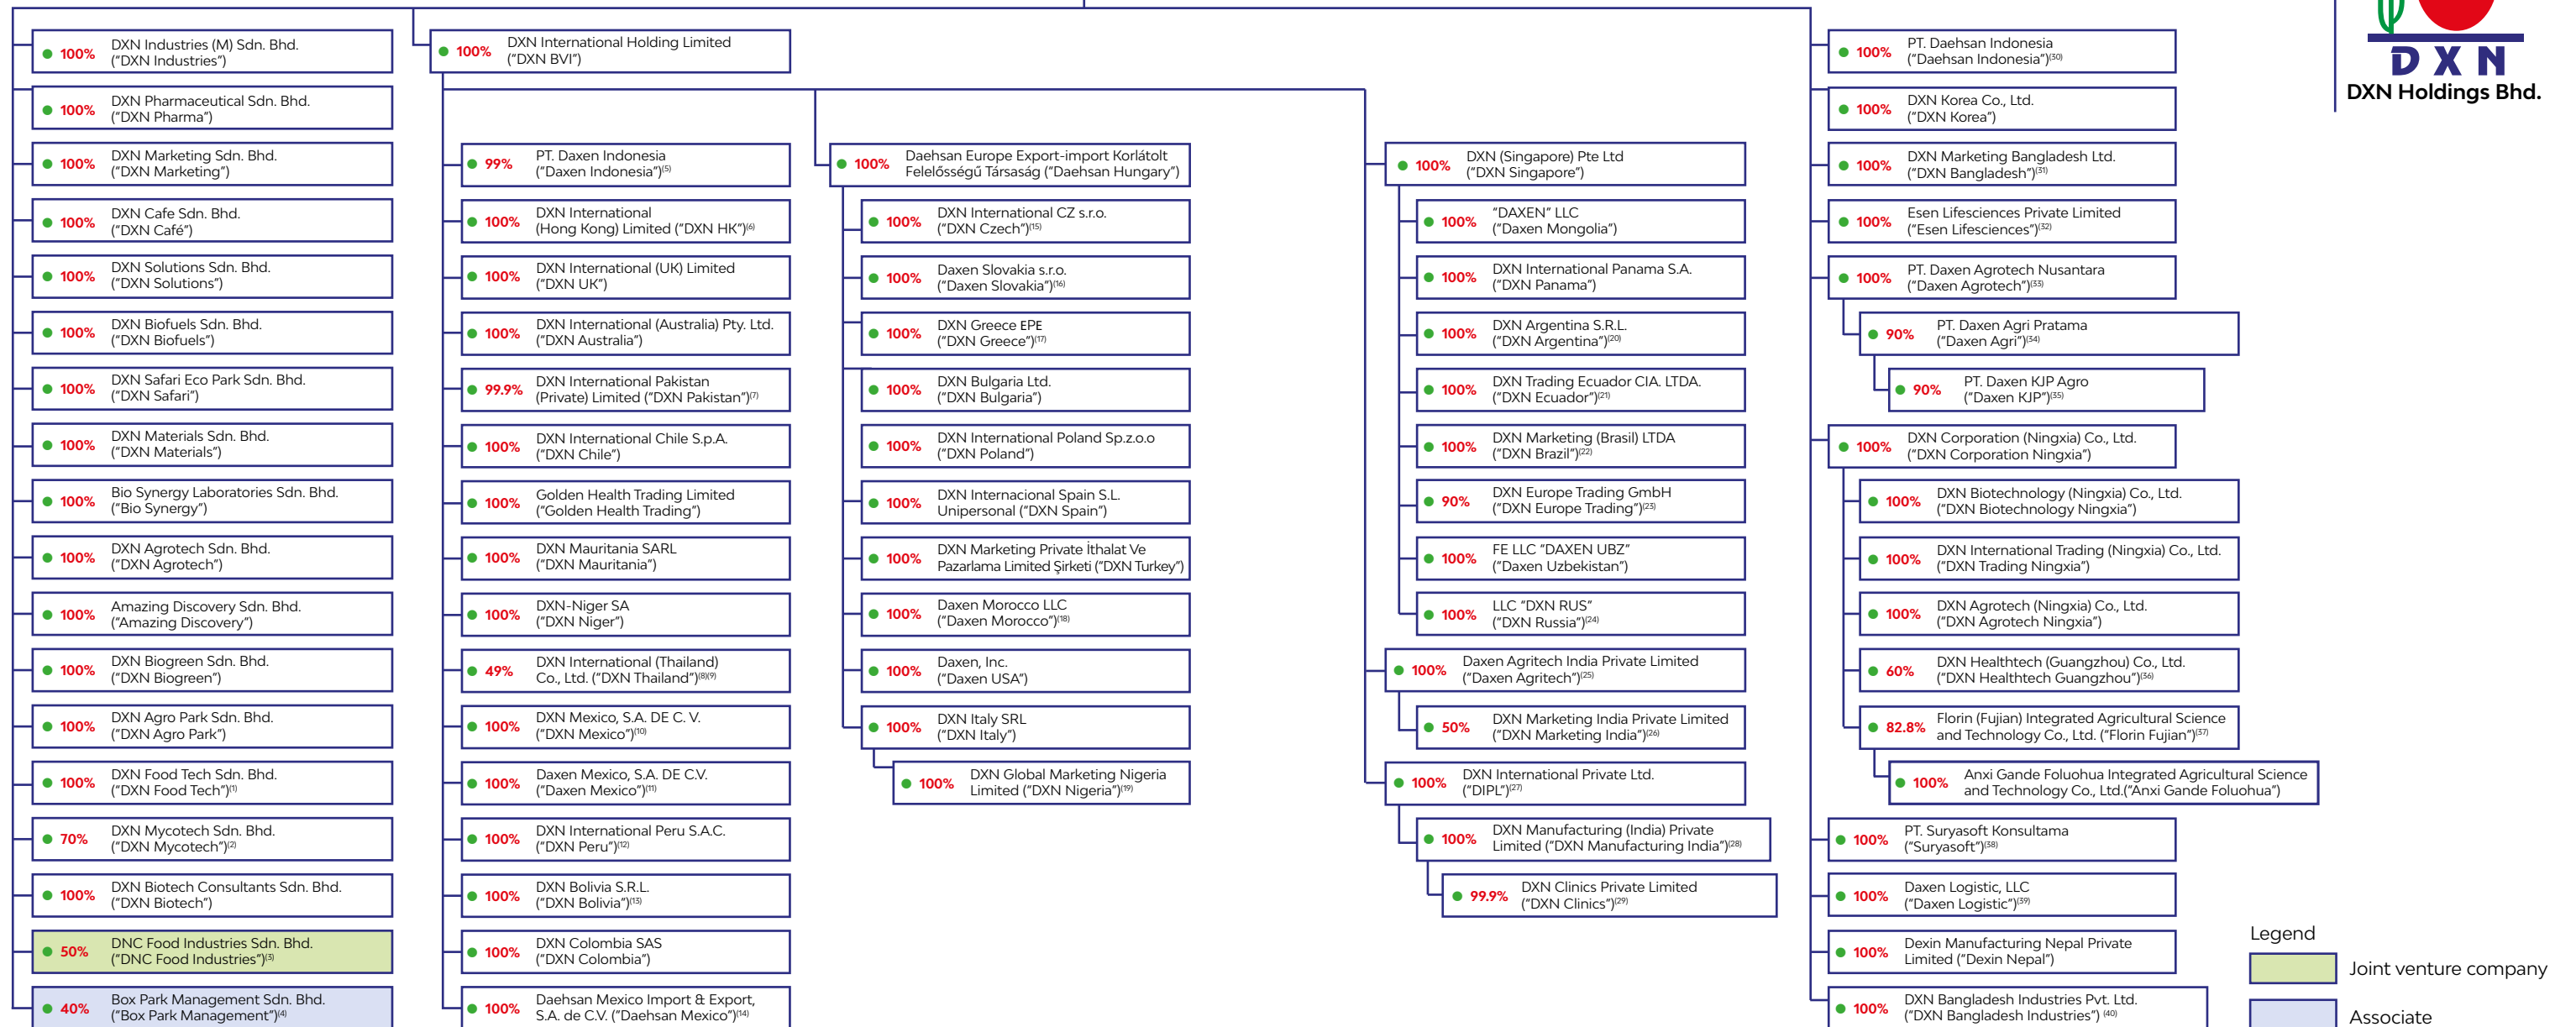 100%
DXN Industries (M) Sdn. Bhd.
("DXN Industries")
100%
DXN Pharmaceutical Sdn. Bhd.
("DXN Pharma")
100%
DXN Marketing Sdn. Bhd.
("DXN Marketing")
100%
DXN Cafe Sdn. Bhd.
("DXN Café")
100%
DXN Solutions Sdn. Bhd.
("DXN Solutions")
100%
DXN Biofuels Sdn. Bhd.
("DXN Biofuels")
100%
DXN Safari Eco Park Sdn. Bhd.
("DXN Safari")
100%
DXN Materials Sdn. Bhd.
("DXN Materials")
100%
Bio Synergy Laboratories Sdn. Bhd.
("Bio Synergy")
100%
DXN Agrotech Sdn. Bhd.
("DXN Agrotech")
100%
Amazing Discovery Sdn. Bhd.
("Amazing Discovery")
100%
DXN Biogreen Sdn. Bhd.
("DXN Biogreen")
100%
DXN Agro Park Sdn. Bhd.
("DXN Agro Park")
100%
DXN Food Tech Sdn. Bhd.
("DXN Food Tech")(1)
70%
DXN Mycotech Sdn. Bhd.
("DXN Mycotech")(2)
100%
DXN Biotech Consultants Sdn. Bhd.
("DXN Biotech")
50%
DNC Food Industries Sdn. Bhd.
("DNC Food Industries")(3)
40%
Box Park Management Sdn. Bhd.
("Box Park Management")(4)
100%
DXN International Holding Limited
("DXN BVI")
99%
PT. Daxen Indonesia
("Daxen Indonesia")(5)
100%
DXN International
(Hong Kong) Limited ("DXN HK")(6)
100%
DXN International (UK) Limited
("DXN UK")
100%
DXN International (Australia) Pty. Ltd.
("DXN Australia")
99.9%
DXN International Pakistan
(Private) Limited ("DXN Pakistan")(7)
100%
DXN International Chile S.p.A.
("DXN Chile")
100%
Golden Health Trading Limited
("Golden Health Trading")
100%
DXN Mauritania SARL
("DXN Mauritania")
100%
DXN-Niger SA
("DXN Niger")
49%
DXN International (Thailand)
Co., Ltd. ("DXN Thailand")(8)(9)
100%
DXN Mexico, S.A. DE C. V.
("DXN Mexico")(10)
100%
Daxen Mexico, S.A. DE C.V.
("Daxen Mexico")(11)
100%
DXN International Peru S.A.C.
("DXN Peru")(12)
100%
DXN Bolivia S.R.L.
("DXN Bolivia")(13)
100%
DXN Colombia SAS
("DXN Colombia")
100%
Daehsan Mexico Import & Export,
S.A. de C.V. ("Daehsan Mexico")(14)
100%
Daehsan Europe Export-import Korlátolt
Felelősségű Társaság ("Daehsan Hungary")
100%
DXN International CZ s.r.o.
("DXN Czech")(15)
100%
Daxen Slovakia s.r.o.
("Daxen Slovakia")(16)
100%
DXN Greece ΕΠΕ
("DXN Greece")(17)
100%
DXN Bulgaria Ltd.
("DXN Bulgaria")
100%
DXN International Poland Sp.z.o.o
("DXN Poland")
100%
DXN Internacional Spain S.L.
Unipersonal ("DXN Spain")
100%
DXN Marketing Private İthalat Ve
Pazarlama Limited Şirketi ("DXN Turkey")
100%
Daxen Morocco LLC
("Daxen Morocco")(18)
100%
Daxen, Inc.
("Daxen USA")
100%
DXN Italy SRL
("DXN Italy")
100%
DXN Global Marketing Nigeria
Limited ("DXN Nigeria")(19)
100%
DXN (Singapore) Pte Ltd
("DXN Singapore")
100%
"DAXEN" LLC
("Daxen Mongolia")
100%
DXN International Panama S.A.
("DXN Panama")
100%
DXN Argentina S.R.L.
("DXN Argentina")(20)
100%
DXN Trading Ecuador CIA. LTDA.
("DXN Ecuador")(21)
100%
DXN Marketing (Brasil) LTDA
("DXN Brazil")(22)
90%
DXN Europe Trading GmbH
("DXN Europe Trading")(23)
100%
FE LLC "DAXEN UBZ"
("Daxen Uzbekistan")
100%
LLC "DXN RUS"
("DXN Russia")(24)
100%
Daxen Agritech India Private Limited
("Daxen Agritech")(25)
50%
DXN Marketing India Private Limited
("DXN Marketing India")(26)
100%
DXN International Private Ltd.
("DIPL")(27)
100%
DXN Manufacturing (India) Private
Limited ("DXN Manufacturing India")(28)
99.9%
DXN Clinics Private Limited
("DXN Clinics")(29)
100%
PT. Daehsan Indonesia
("Daehsan Indonesia")(30)
100%
DXN Korea Co., Ltd.
("DXN Korea")
100%
DXN Marketing Bangladesh Ltd.
("DXN Bangladesh")(31)
100%
Esen Lifesciences Private Limited
("Esen Lifesciences")(32)
100%
PT. Daxen Agrotech Nusantara
("Daxen Agrotech")(33)
90%
PT. Daxen Agri Pratama
("Daxen Agri")(34)
90%
PT. Daxen KJP Agro
("Daxen KJP")(35)
100%
DXN Corporation (Ningxia) Co., Ltd.
("DXN Corporation Ningxia")
100%
DXN Biotechnology (Ningxia) Co., Ltd.
("DXN Biotechnology Ningxia")
100%
DXN International Trading (Ningxia) Co., Ltd.
("DXN Trading Ningxia")
100%
DXN Agrotech (Ningxia) Co., Ltd.
("DXN Agrotech Ningxia")
60%
DXN Healthtech (Guangzhou) Co., Ltd.
("DXN Healthtech Guangzhou")(36)
82.8%
Florin (Fujian) Integrated Agricultural Science
and Technology Co., Ltd. ("Florin Fujian")(37)
100%
Anxi Gande Foluohua Integrated Agricultural Science
and Technology Co., Ltd.("Anxi Gande Foluohua")
100%
PT. Suryasoft Konsultama
("Suryasoft")(38)
100%
Daxen Logistic, LLC
("Daxen Logistic")(39)
100%
Dexin Manufacturing Nepal Private
Limited ("Dexin Nepal")
100%
DXN Bangladesh Industries Pvt. Ltd.
("DXN Bangladesh Industries") (40)
DXN
DXN Holdings Bhd.
Legend
Joint venture company
Associate